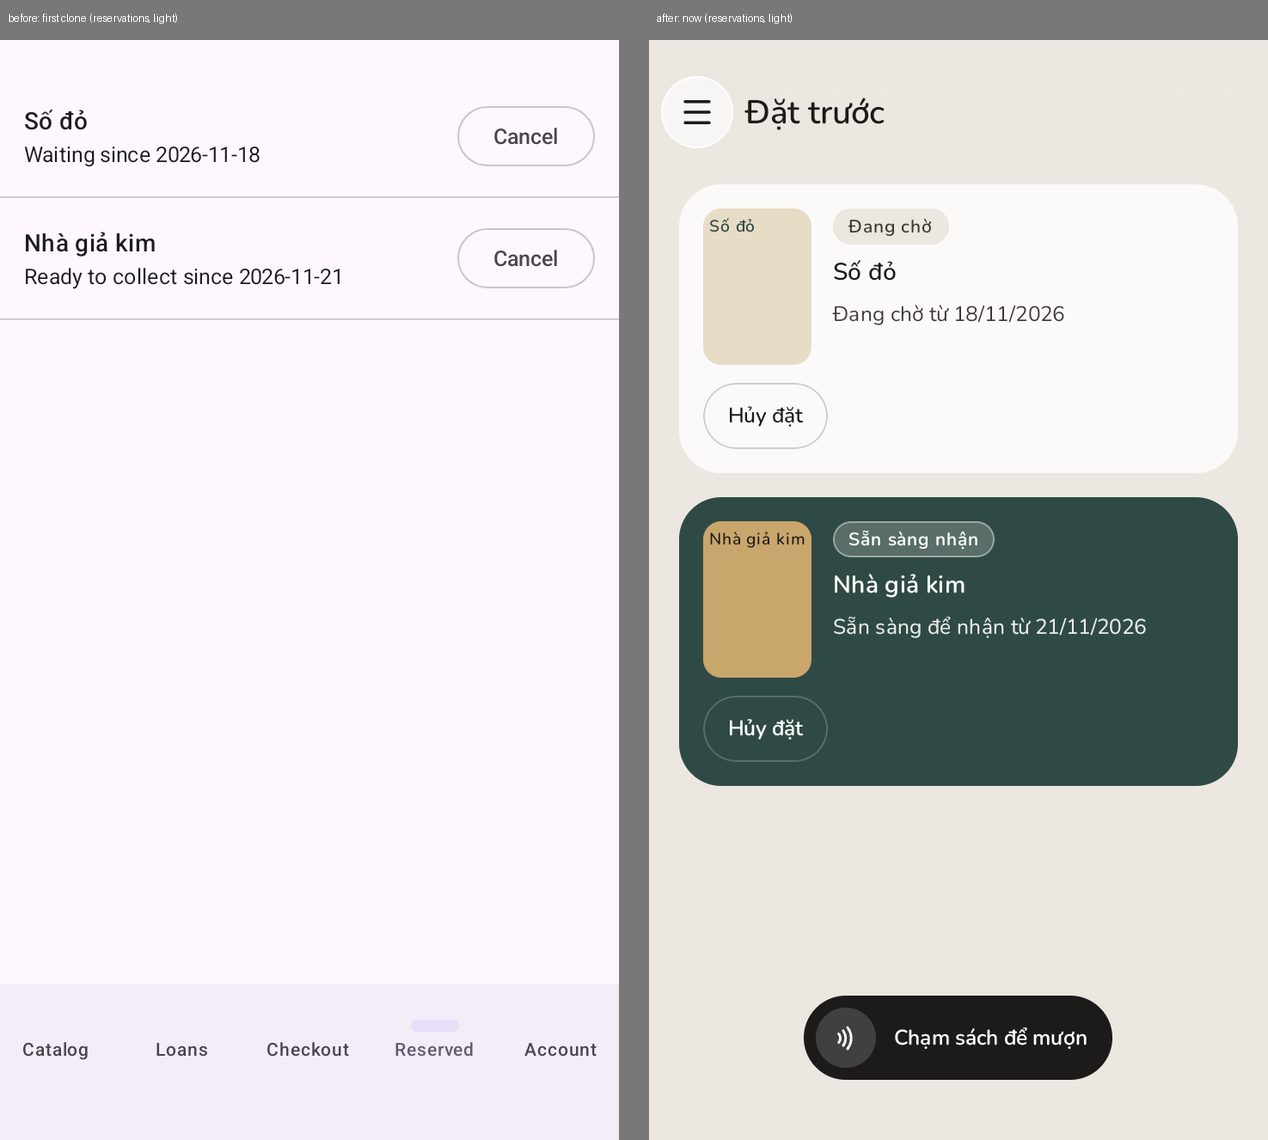 before: first clone (reservations, light)
Số đỏ
Waiting since 2026-11-18
Cancel
Nhà giả kim
Ready to collect since 2026-11-21
Cancel
Catalog
Loans
Checkout
Reserved
Account
after: now (reservations, light)
Đặt trước
Số đỏ
Đang chờ
Số đỏ
Đang chờ từ 18/11/2026
Hủy đặt
Nhà giả kim
Sẵn sàng nhận
Nhà giả kim
Sẵn sàng để nhận từ 21/11/2026
Hủy đặt
Chạm sách để mượn